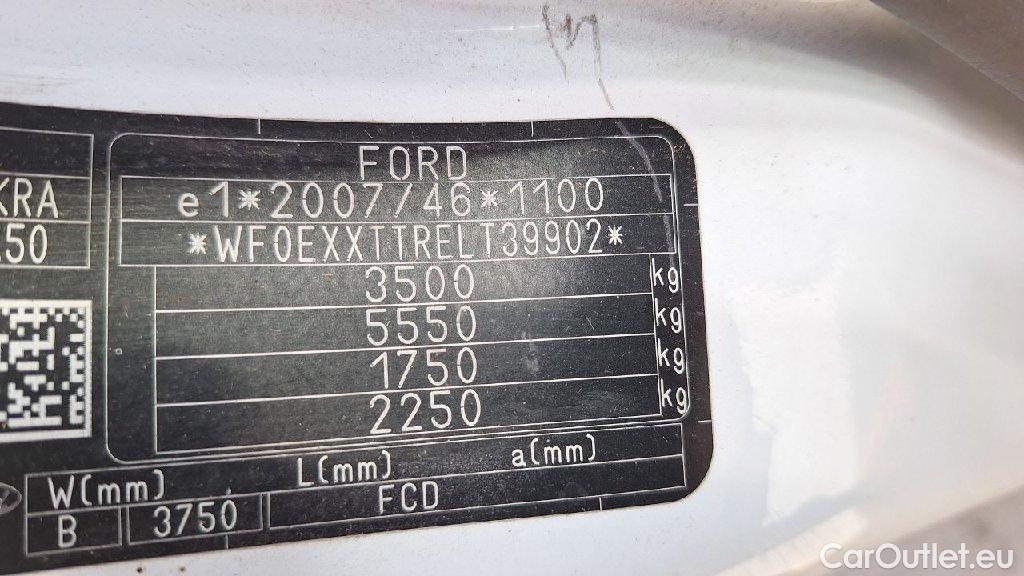 FORD
KRA
e1*2007/46*1100
*WF0EXXTTRELT39902*
3500 kg
5550 kg
1750 kg
2250 kg
W(mm) L(mm) a(mm)
B 3750 FCD
CarOutlet.eu